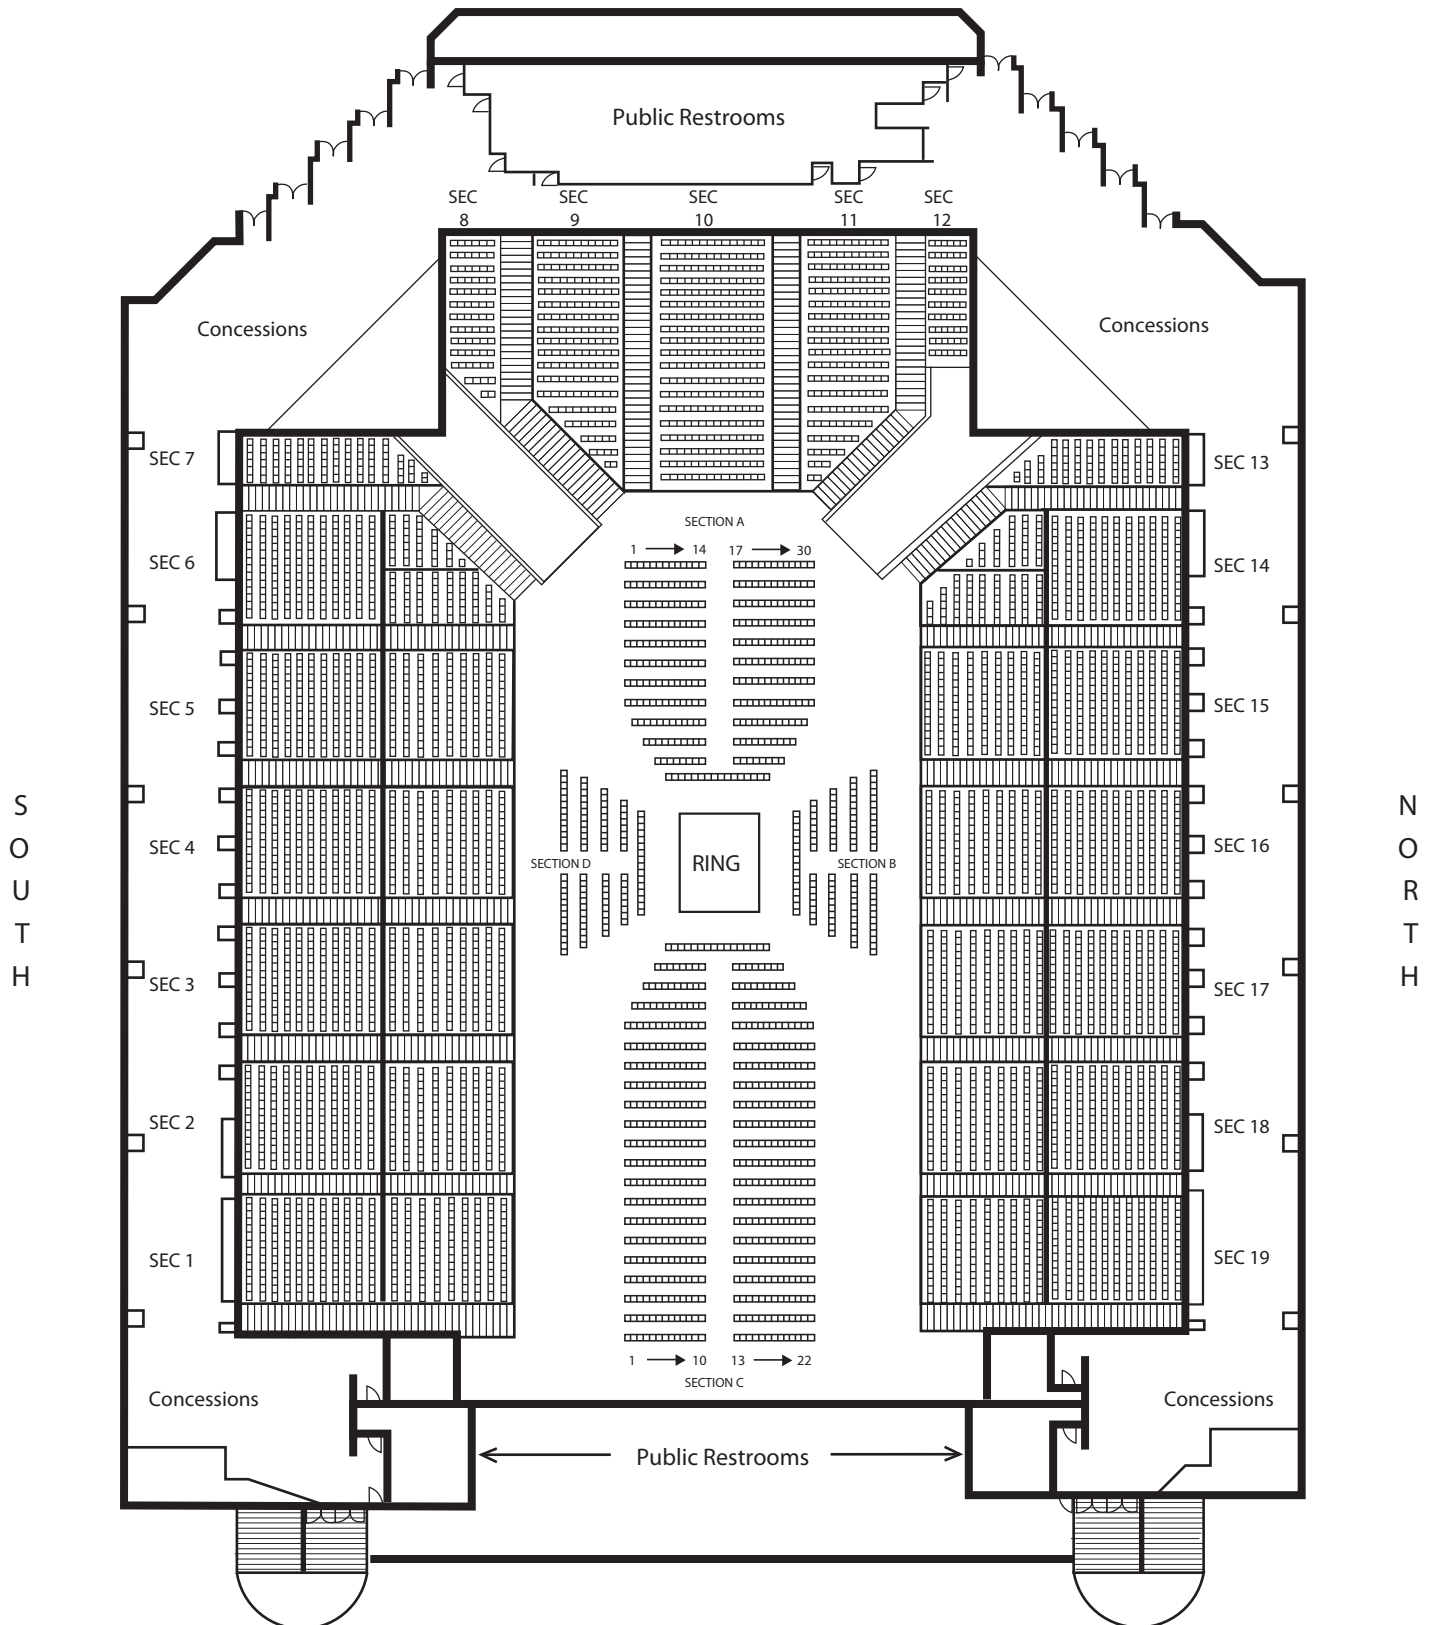 Public Restrooms
SEC 8
SEC 9
SEC 10
SEC 11
SEC 12
Concessions
Concessions
SEC 7
SEC 13
SECTION A
1 14 17 30
SEC 6
SEC 14
SEC 5
SEC 15
SOUTH
NORTH
SEC 4
SECTION D
RING
SECTION B
SEC 16
SEC 3
SEC 17
SEC 2
SEC 18
SEC 1
SEC 19
1 10 13 22
SECTION C
Concessions
Concessions
Public Restrooms